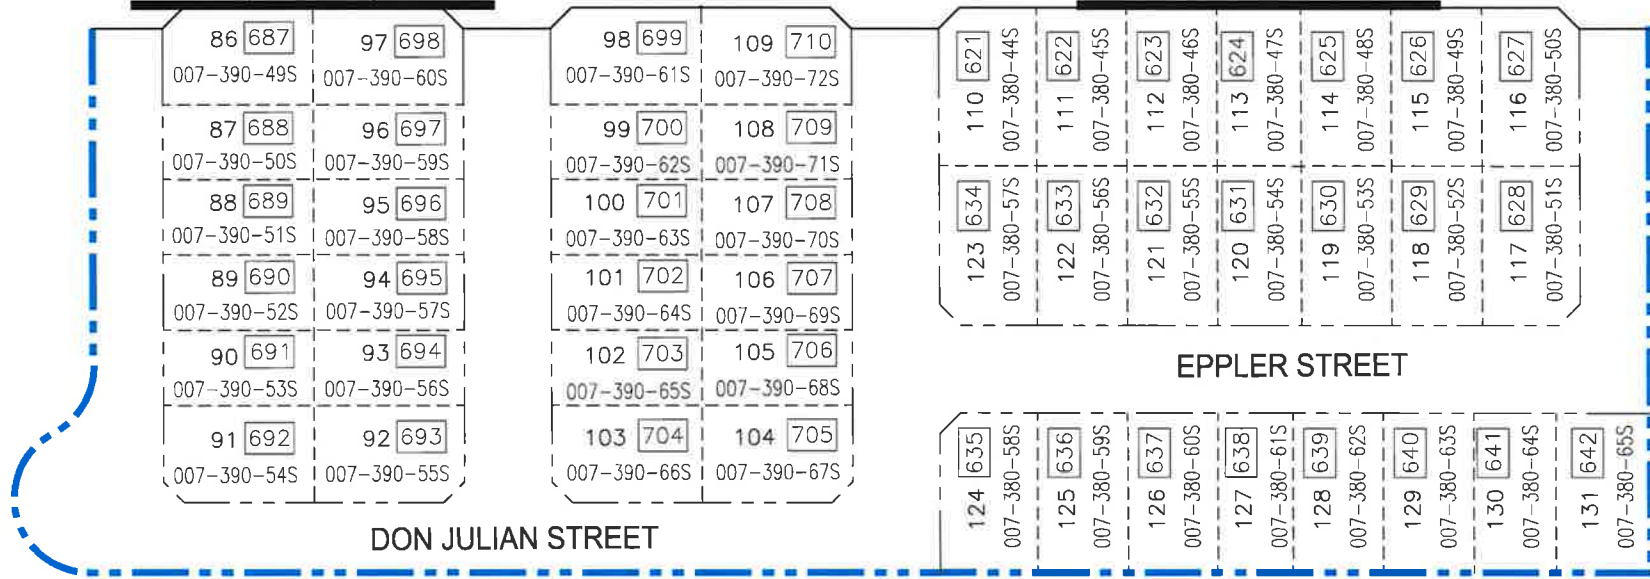 86 687
007-390-49S
97 698
007-390-60S
87 688
007-390-50S
96 697
007-390-59S
88 689
007-390-51S
95 696
007-390-58S
89 690
007-390-52S
94 695
007-390-57S
90 691
007-390-53S
93 694
007-390-56S
91 692
007-390-54S
92 693
007-390-55S
98 699
007-390-61S
109 710
007-390-72S
99 700
007-390-62S
108 709
007-390-71S
100 701
007-390-63S
107 708
007-390-70S
101 702
007-390-64S
106 707
007-390-69S
102 703
007-390-65S
105 706
007-390-68S
103 704
007-390-66S
104 705
007-390-67S
DON JULIAN STREET
110 621
007-380-44S
111 622
007-380-45S
112 623
007-380-46S
113 624
007-380-47S
114 625
007-380-48S
115 626
007-380-49S
116 627
007-380-50S
123 634
007-380-57S
122 633
007-380-56S
121 632
007-380-55S
120 631
007-380-54S
119 630
007-380-53S
118 629
007-380-52S
117 628
007-380-51S
EPPLER STREET
124 635
007-380-58S
125 636
007-380-59S
126 637
007-380-60S
127 638
007-380-61S
128 639
007-380-62S
129 640
007-380-63S
130 641
007-380-64S
131 642
007-380-65S